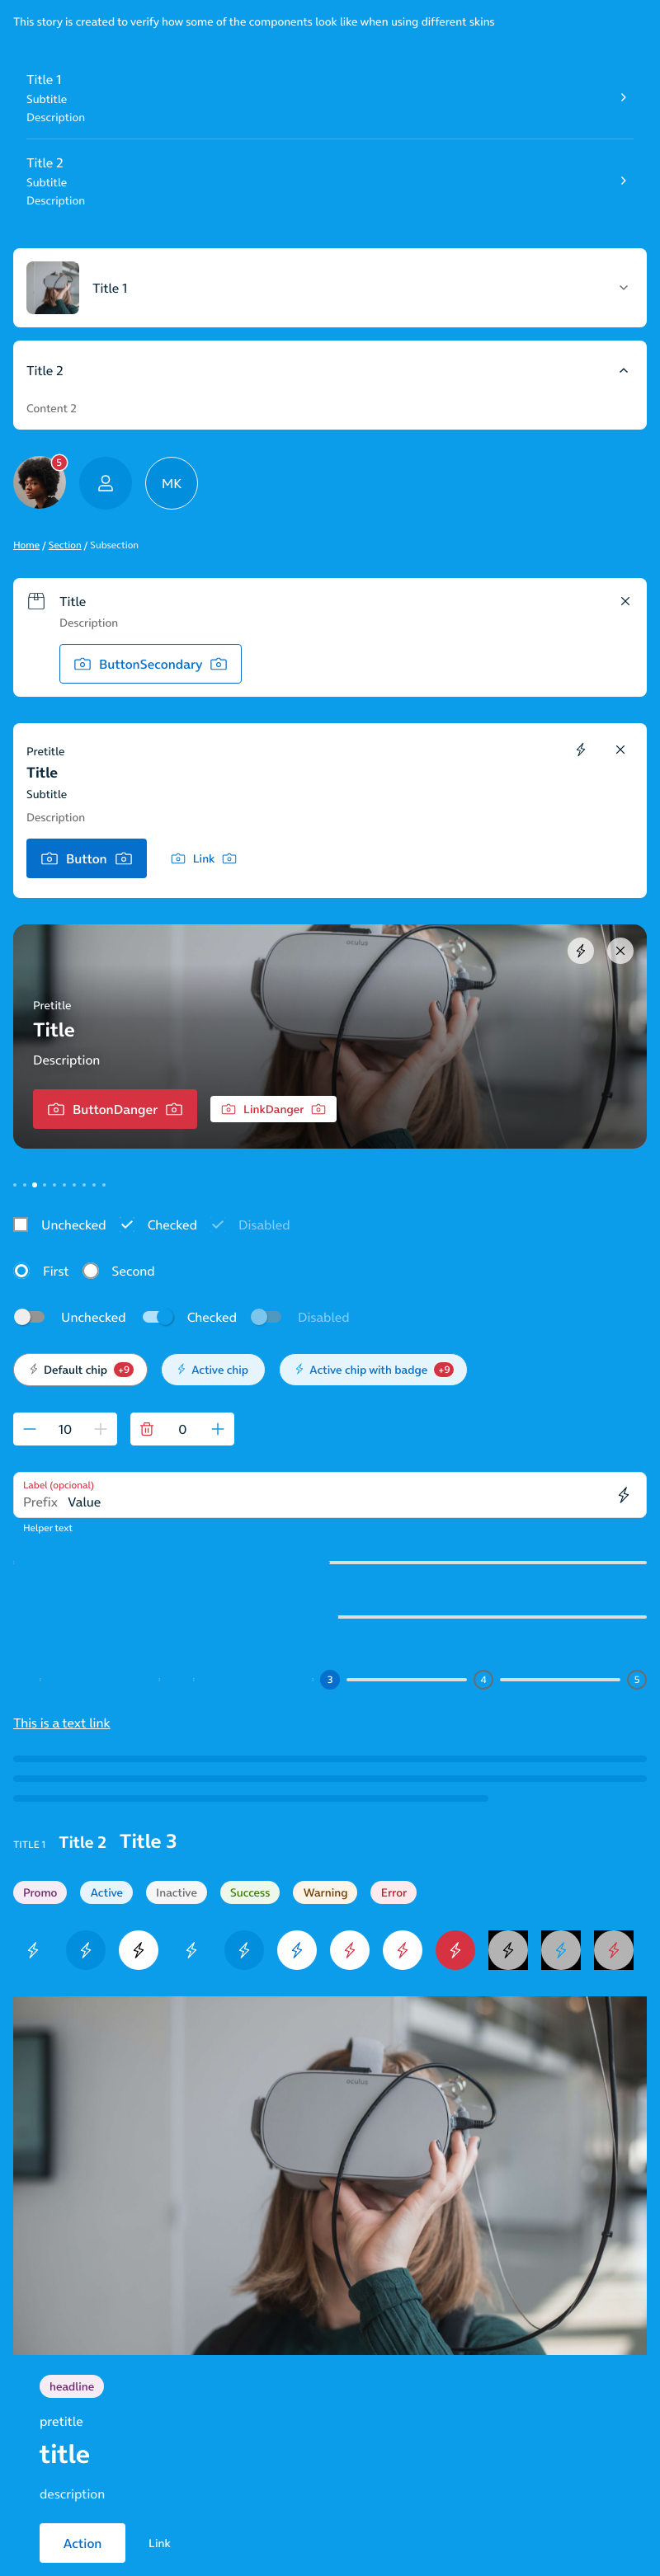 This story is created to verify how some of the components look like when using different skins
Title 1
Subtitle
Description
Title 2
Subtitle
Description
Title 1
Title 2
Content 2
5
MK
Home / Section / Subsection
Title
Description
ButtonSecondary
Pretitle
Title
Subtitle
Description
Button Link
oculus
Pretitle
Title
Description
ButtonDanger LinkDanger
Unchecked Checked Disabled
First Second
Unchecked Checked Disabled
Default chip +9 Active chip Active chip with badge +9
10 0
Label (optional)
Prefix Value
Helper text
3 4 5
This is a text link
TITLE 1 Title 2 Title 3
Promo Active Inactive Success Warning Error
oculus
headline
pretitle
title
description
Action Link